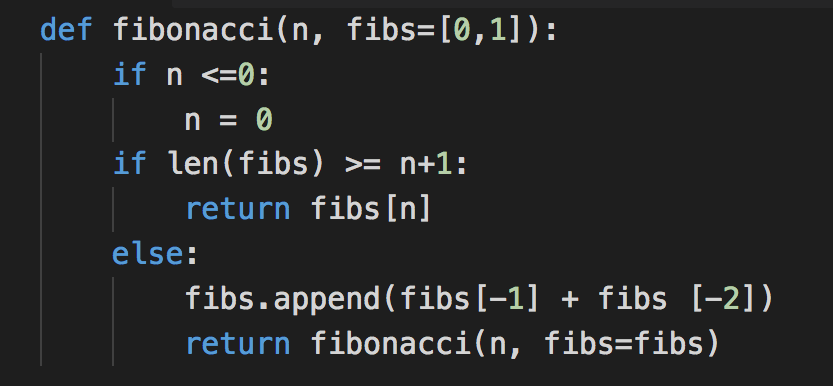 def fibonacci(n, fibs=[0,1]):
    if n <=0:
        n = 0
    if len(fibs) >= n+1:
        return fibs[n]
    else:
        fibs.append(fibs[-1] + fibs [-2])
        return fibonacci(n, fibs=fibs)